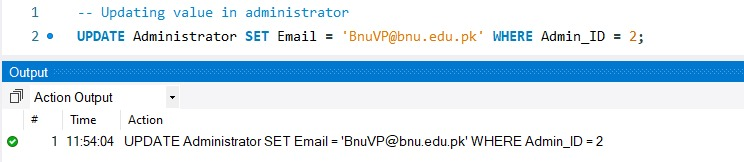 1 -- Updating value in administrator
2 UPDATE Administrator SET Email = 'BnuVP@bnu.edu.pk' WHERE Admin_ID = 2;
Output
Action Output
# Time Action
1 11:54:04 UPDATE Administrator SET Email = 'BnuVP@bnu.edu.pk' WHERE Admin_ID = 2